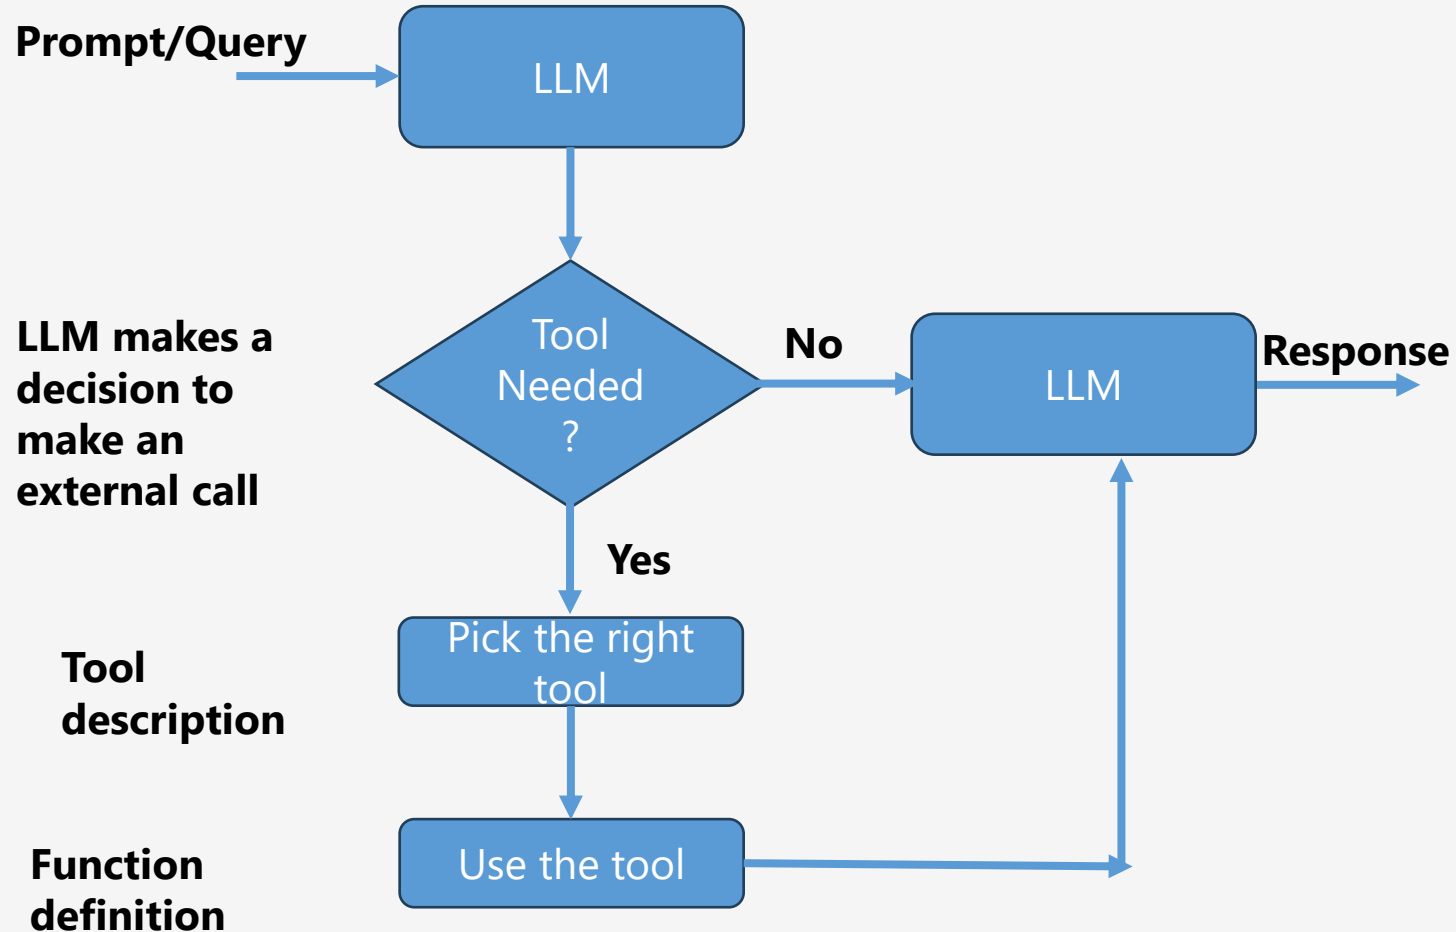 Prompt/Query
LLM
LLM makes a
decision to
make an
external call
Tool
Needed
?
No
LLM
Response
Yes
Tool
description
Pick the right
tool
Function
definition
Use the tool